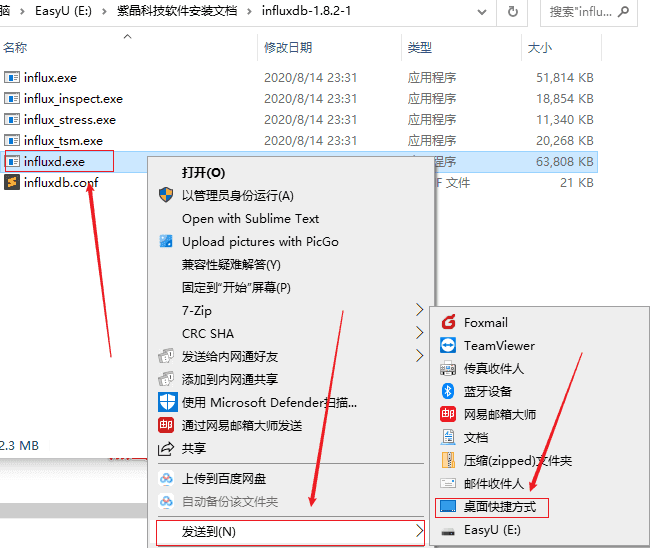 脑 > EasyU (E:) > 紫晶科技软件安装文档 > influxdb-1.8.2-1
搜索"influ...
名称 修改日期 类型 大小
influx.exe 2020/8/14 23:31 应用程序 51,814 KB
influx_inspect.exe 2020/8/14 23:31 应用程序 18,854 KB
influx_stress.exe 2020/8/14 23:31 应用程序 11,340 KB
influx_tsm.exe 2020/8/14 23:31 应用程序 20,268 KB
influxd.exe 程序 63,808 KB
influxdb.conf F 文件 21 KB
打开(O)
以管理员身份运行(A)
Open with Sublime Text
Upload pictures with PicGo
兼容性疑难解答(Y)
固定到"开始"屏幕(P)
7-Zip
CRC SHA
发送给内网通好友
添加到内网通共享
使用 Microsoft Defender扫描...
通过网易邮箱大师发送
共享
上传到百度网盘
自动备份该文件夹
发送到(N)
Foxmail
TeamViewer
传真收件人
蓝牙设备
网易邮箱大师
文档
压缩(zipped)文件夹
邮件收件人
桌面快捷方式
EasyU (E:)
2.3 MB